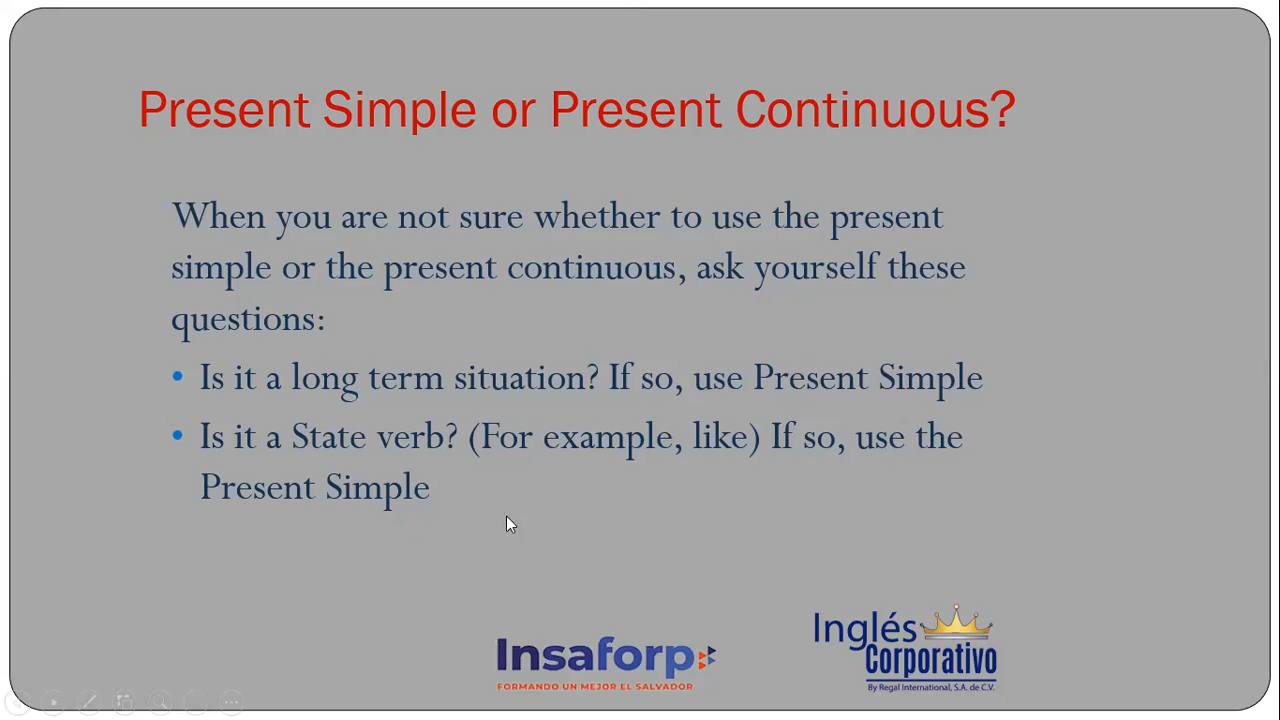 Present Simple or Present Continuous?
When you are not sure whether to use the present
simple or the present continuous, ask yourself these
questions:
• Is it a long term situation? If so, use Present Simple
• Is it a State verb? (For example, like) If so, use the
Present Simple
Insaforp
FORMANDO UN MEJOR EL SALVADOR
Inglés
Corporativo
By Regal International, S.A. de C.V.